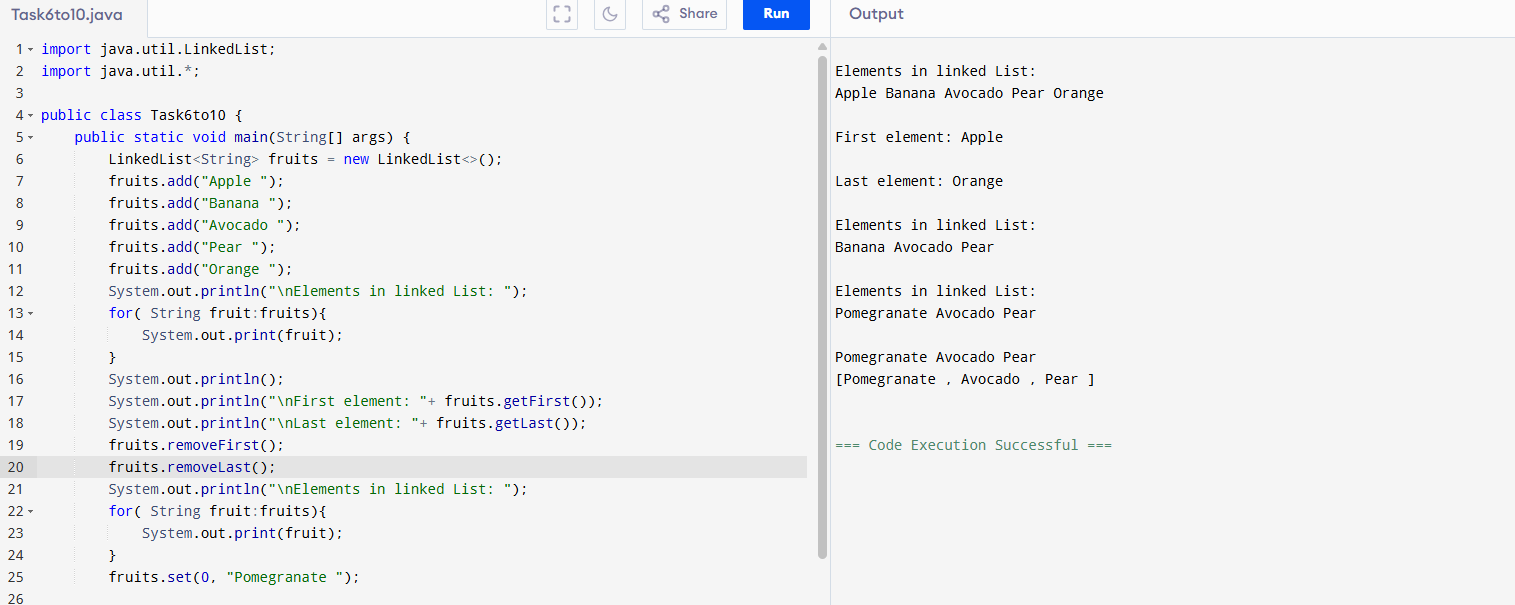 Task6to10.java
Share
Run
Output
1 import java.util.LinkedList;
2 import java.util.*;
3
4 public class Task6to10 {
5     public static void main(String[] args) {
6         LinkedList<String> fruits = new LinkedList<>();
7         fruits.add("Apple ");
8         fruits.add("Banana ");
9         fruits.add("Avocado ");
10         fruits.add("Pear ");
11         fruits.add("Orange ");
12         System.out.println("\nElements in linked List: ");
13         for( String fruit:fruits){
14             System.out.print(fruit);
15         }
16         System.out.println();
17         System.out.println("\nFirst element: "+ fruits.getFirst());
18         System.out.println("\nLast element: "+ fruits.getLast());
19         fruits.removeFirst();
20         fruits.removeLast();
21         System.out.println("\nElements in linked List: ");
22         for( String fruit:fruits){
23             System.out.print(fruit);
24         }
25         fruits.set(0, "Pomegranate ");
26
Elements in linked List:
Apple Banana Avocado Pear Orange
First element: Apple
Last element: Orange
Elements in linked List:
Banana Avocado Pear
Elements in linked List:
Pomegranate Avocado Pear
Pomegranate Avocado Pear
[Pomegranate , Avocado , Pear ]
=== Code Execution Successful ===